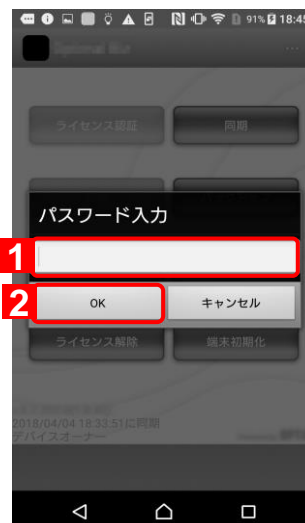 91% 18:45
ライセンス認証
同期
パスワード入力
1
2
OK
キャンセル
ライセンス解除
端末初期化
2018/04/04 18:33:51に同期
デバイスオーナー